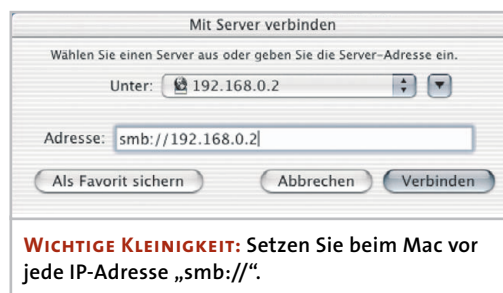 Mit Server verbinden
Wählen Sie einen Server aus oder geben Sie die Server-Adresse ein.
Unter: 192.168.0.2
Adresse: smb://192.168.0.2
Als Favorit sichern Abbrechen Verbinden
WICHTIGE KLEINIGKEIT: Setzen Sie beim Mac vor
jede IP-Adresse „smb://“.